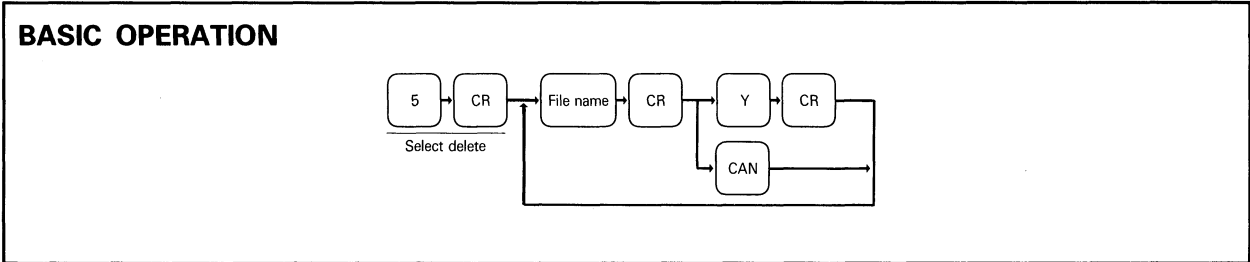 BASIC OPERATION
5 CR File name CR Y CR
Select delete
CAN